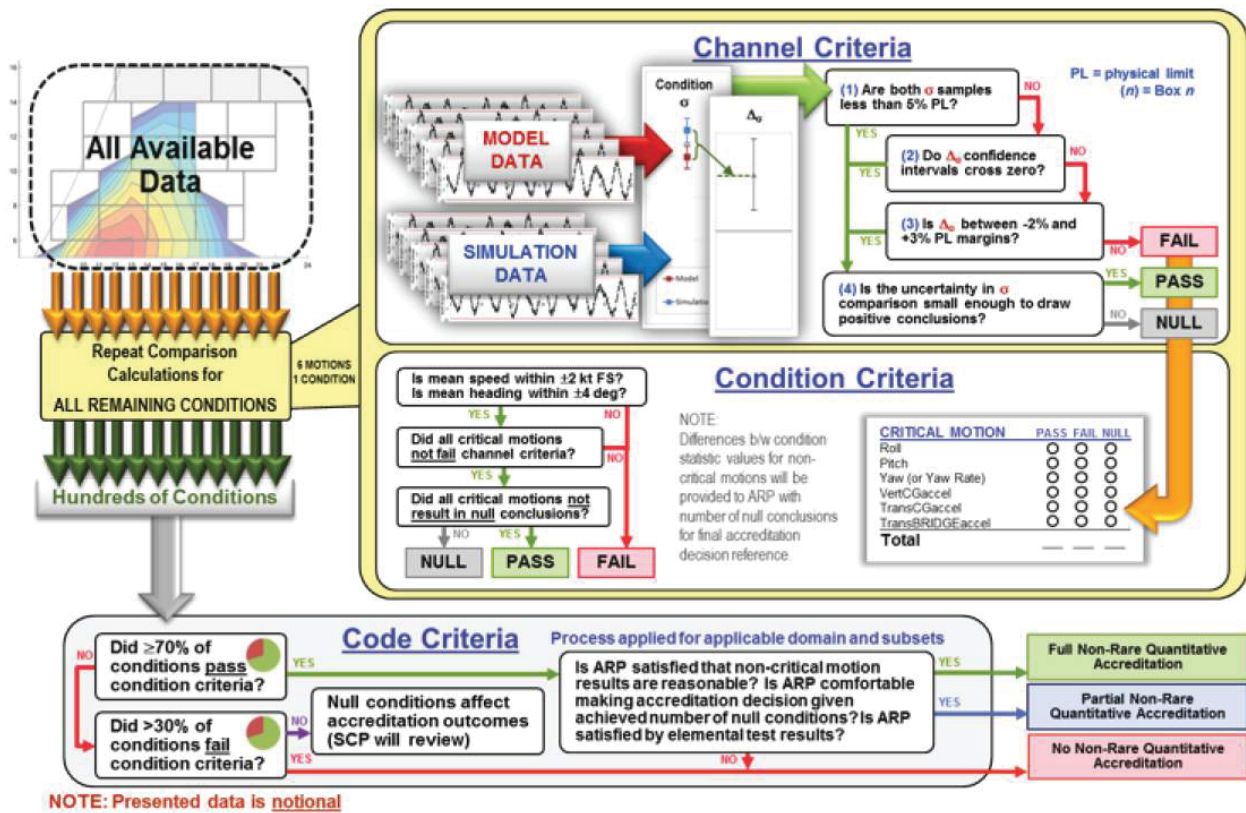 All Available
Data
Repeat Comparison
Calculations for
ALL REMAINING CONDITIONS
6 MOTIONS
1 CONDITION
Hundreds of Conditions
Channel Criteria
MODEL
DATA
SIMULATION
DATA
Condition
σ
Δσ
Model
Simulatio
PL = physical limit
(n) = Box n
(1) Are both σ samples
less than 5% PL?
NO
YES
(2) Do Δσ confidence
intervals cross zero?
NO
YES
(3) Is Δσ between -2% and
+3% PL margins?
YES
NO
FAIL
(4) Is the uncertainty in σ
comparison small enough to draw
positive conclusions?
YES
PASS
NO
NULL
Condition Criteria
Is mean speed within ±2 kt FS?
Is mean heading within ±4 deg?
YES
NO
Did all critical motions
not fail channel criteria?
NO
YES
Did all critical motions not
result in null conclusions?
NO
YES
NULL
PASS
FAIL
NOTE:
Differences b/w condition
statistic values for non-
critical motions will be
provided to ARP with
number of null conclusions
for final accreditation
decision reference.
CRITICAL MOTION PASS FAIL NULL
Roll
Pitch
Yaw (or Yaw Rate)
VertCGaccel
TransCGaccel
TransBRIDGEaccel
Total
Code Criteria
Process applied for applicable domain and subsets
Did ≥70% of
conditions pass
condition criteria?
NO
YES
Did >30% of
conditions fail
condition criteria?
NO
YES
Null conditions affect
accreditation outcomes
(SCP will review)
Is ARP satisfied that non-critical motion
results are reasonable? Is ARP comfortable
making accreditation decision given
achieved number of null conditions? Is ARP
satisfied by elemental test results?
YES
YES
NO
Full Non-Rare Quantitative
Accreditation
Partial Non-Rare
Quantitative Accreditation
No Non-Rare Quantitative
Accreditation
NOTE: Presented data is notional